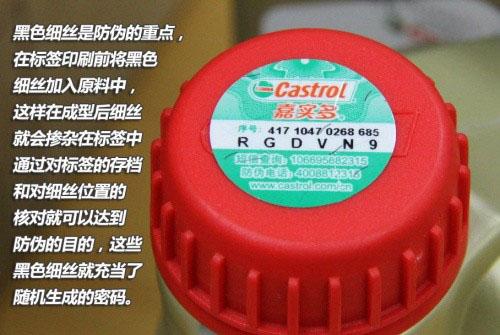 黑色细丝是防伪的重点，
在标签印刷前将黑色
细丝加入原料中，
这样在成型后细丝
就会掺杂在标签中
通过对标签的存档
和对细丝位置的
核对就可以达到
防伪的目的，这些
黑色细丝就充当了
随机生成的密码。
Castrol
嘉实多
序号: 417 1047 0268 685
R G D V N 9
短信查询: 106695882315
防伪电话: 4008812315
www.castrol.com/cn